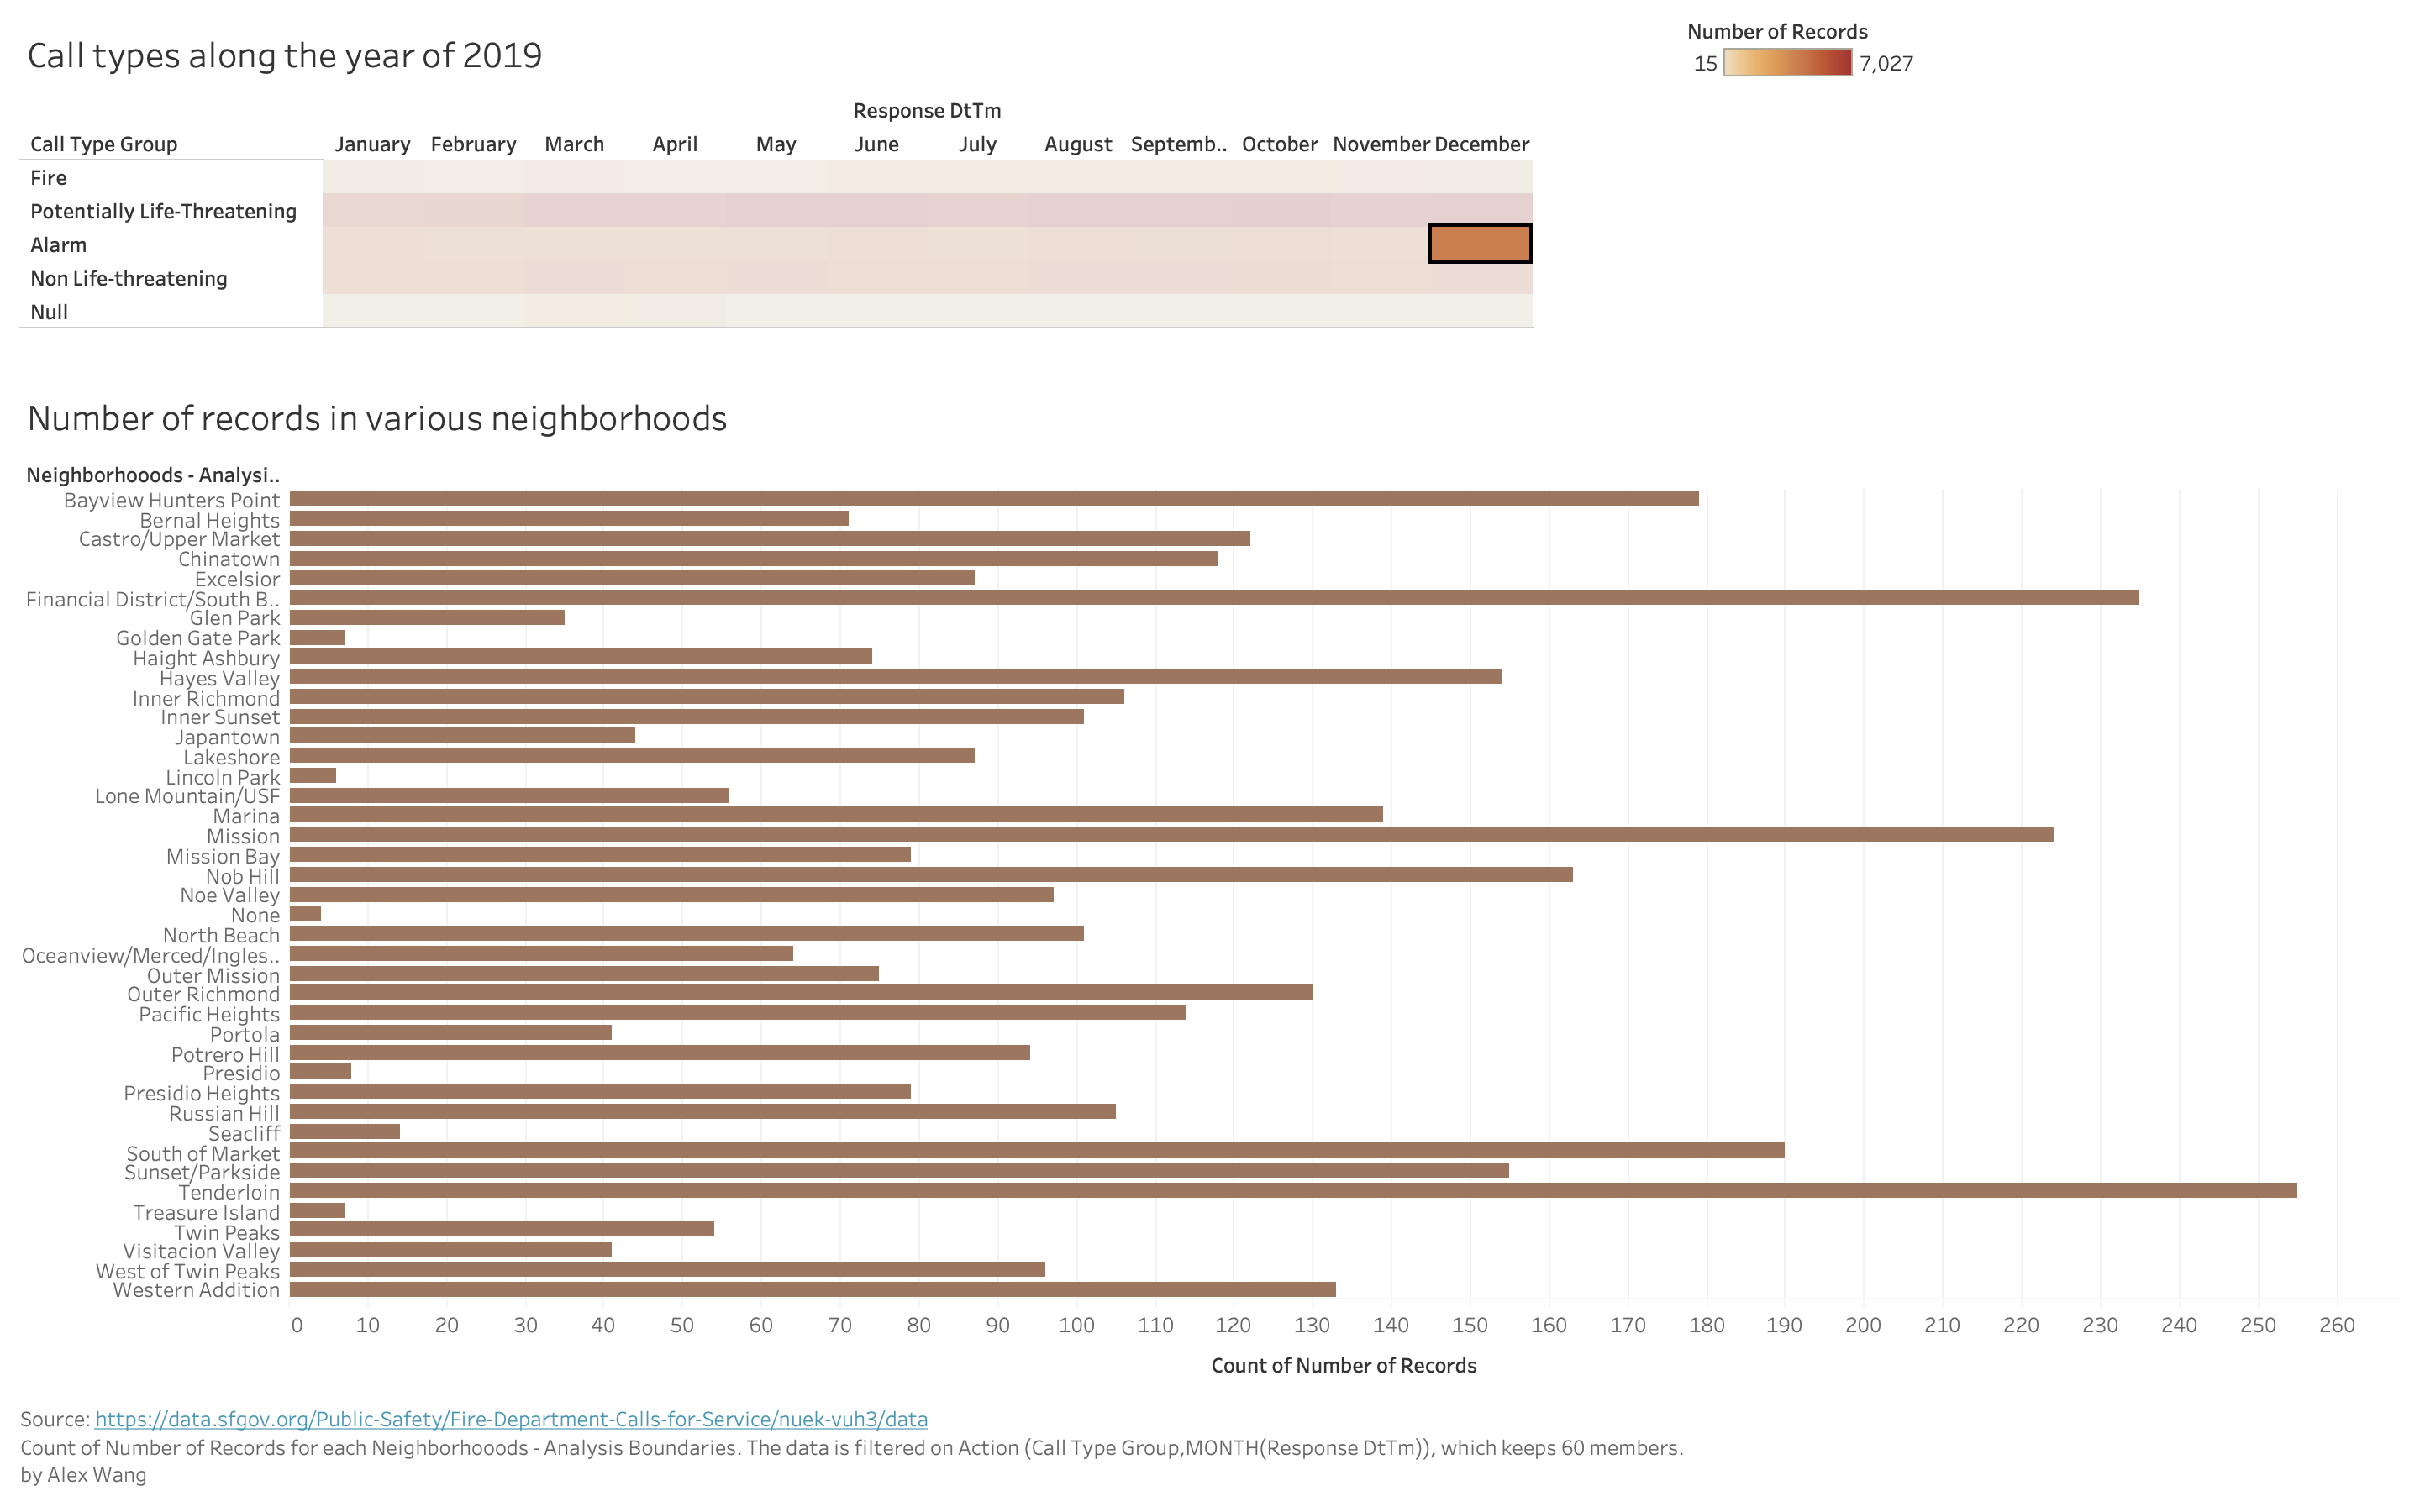 Call types along the year of 2019
Number of Records
15 7,027
Response DtTm
Call Type Group January February March April May June July August Septemb.. October November December
Fire
Potentially Life-Threatening
Alarm
Non Life-threatening
Null
Number of records in various neighborhoods
Neighborhooods - Analysi..
Bayview Hunters Point
Bernal Heights
Castro/Upper Market
Chinatown
Excelsior
Financial District/South B..
Glen Park
Golden Gate Park
Haight Ashbury
Hayes Valley
Inner Richmond
Inner Sunset
Japantown
Lakeshore
Lincoln Park
Lone Mountain/USF
Marina
Mission
Mission Bay
Nob Hill
Noe Valley
None
North Beach
Oceanview/Merced/Ingles..
Outer Mission
Outer Richmond
Pacific Heights
Portola
Potrero Hill
Presidio
Presidio Heights
Russian Hill
Seacliff
South of Market
Sunset/Parkside
Tenderloin
Treasure Island
Twin Peaks
Visitacion Valley
West of Twin Peaks
Western Addition
0 10 20 30 40 50 60 70 80 90 100 110 120 130 140 150 160 170 180 190 200 210 220 230 240 250 260
Count of Number of Records
Source: https://data.sfgov.org/Public-Safety/Fire-Department-Calls-for-Service/nuek-vuh3/data
Count of Number of Records for each Neighborhooods - Analysis Boundaries. The data is filtered on Action (Call Type Group,MONTH(Response DtTm)), which keeps 60 members.
by Alex Wang